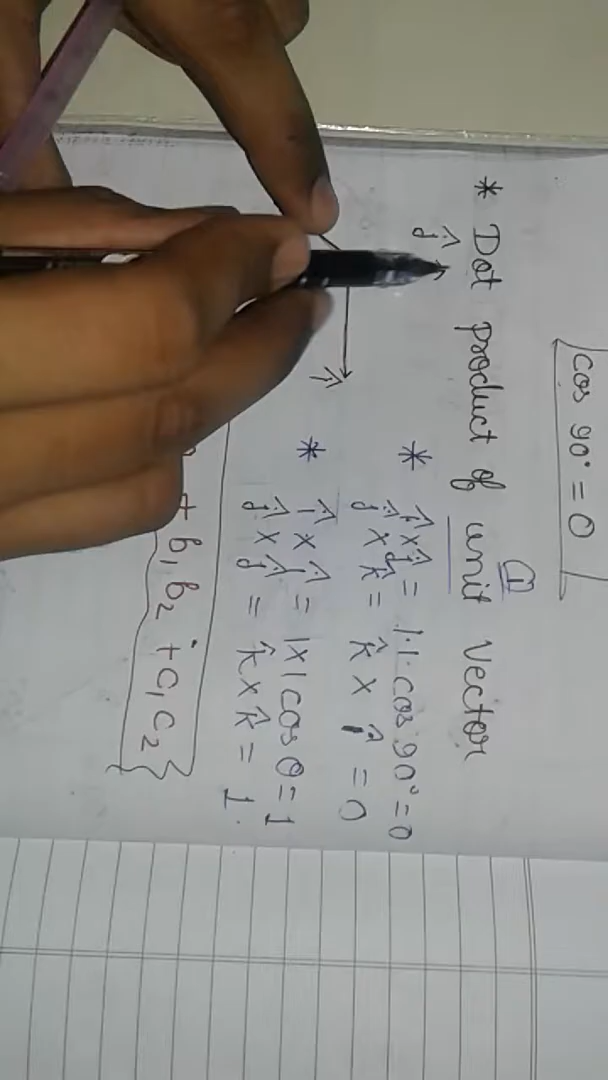 cos 90° = 0
* Dot product of unit vector
(1)
ĵ
î
* î × ĵ = 1·1·cos 90° = 0
ĵ × k̂ = k̂ × î = 0
* î × î = 1×1 cos 0 = 1
ĵ × ĵ = k̂ × k̂ = 1.
+ b₁b₂ + c₁c₂